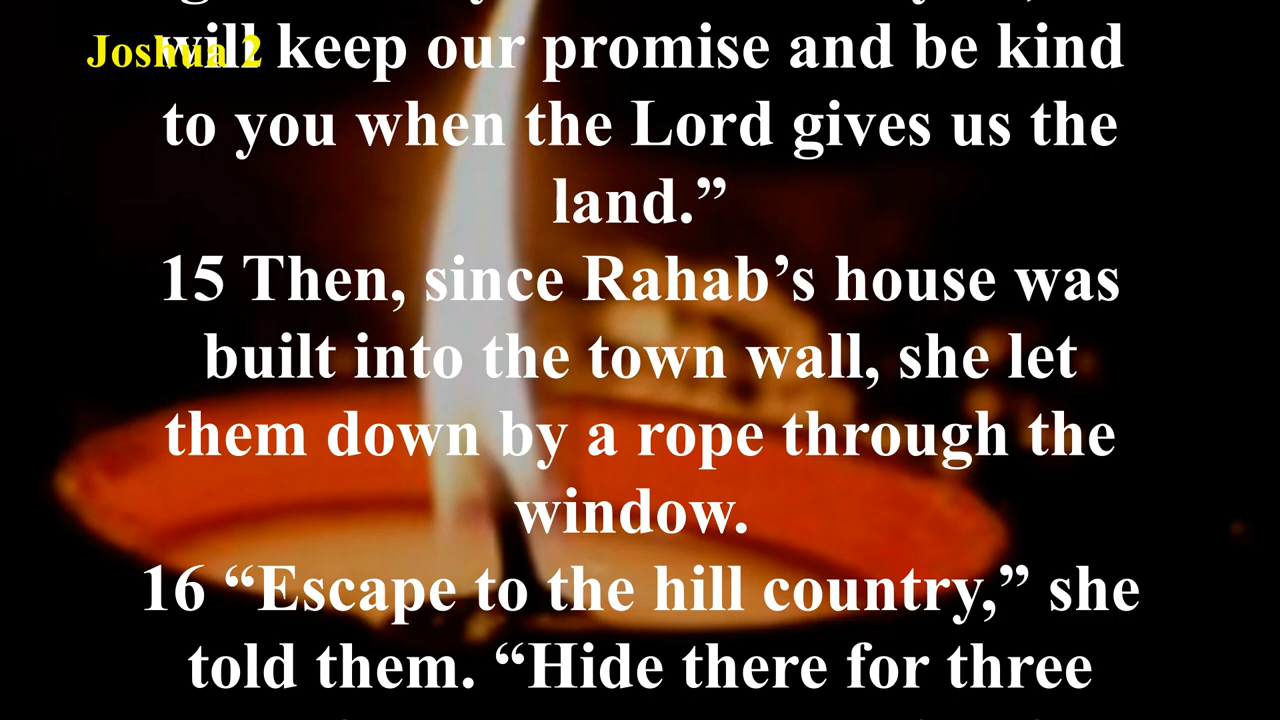 Joshua 2
will keep our promise and be kind
to you when the Lord gives us the
land.”
15 Then, since Rahab’s house was
built into the town wall, she let
them down by a rope through the
window.
16 “Escape to the hill country,” she
told them. “Hide there for three